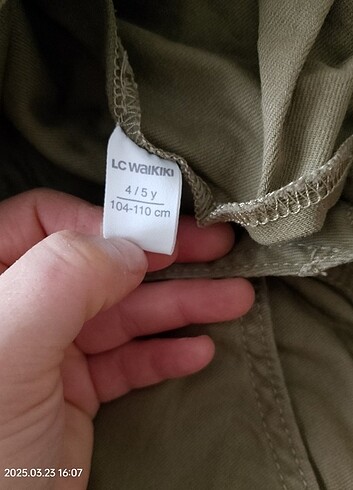 LC WAIKIKI
4 / 5 y
104-110 cm
2025.03.23 16:07